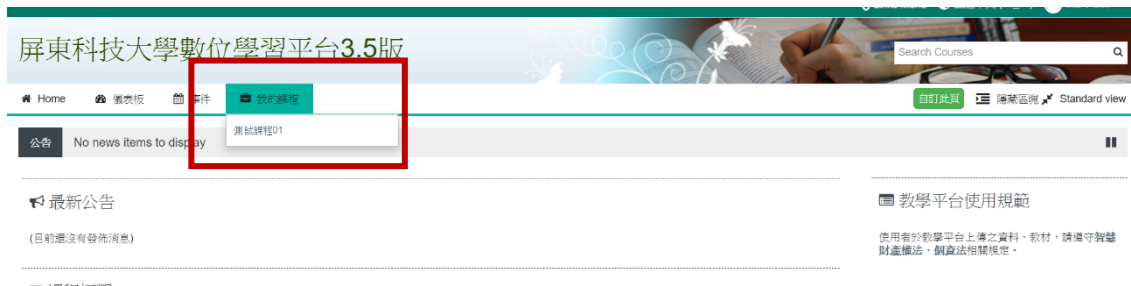 屏東科技大學數位學習平台3.5版
Search Courses
Home 儀表板 事件 我的課程 自訂此頁 隱藏區塊 Standard view
測試課程01
公告 No news items to display
最新公告
教學平台使用規範
(目前還沒有發佈消息)
使用者於教學平台上傳之資料、教材，請遵守智慧
財產權法、個資法相關規定。